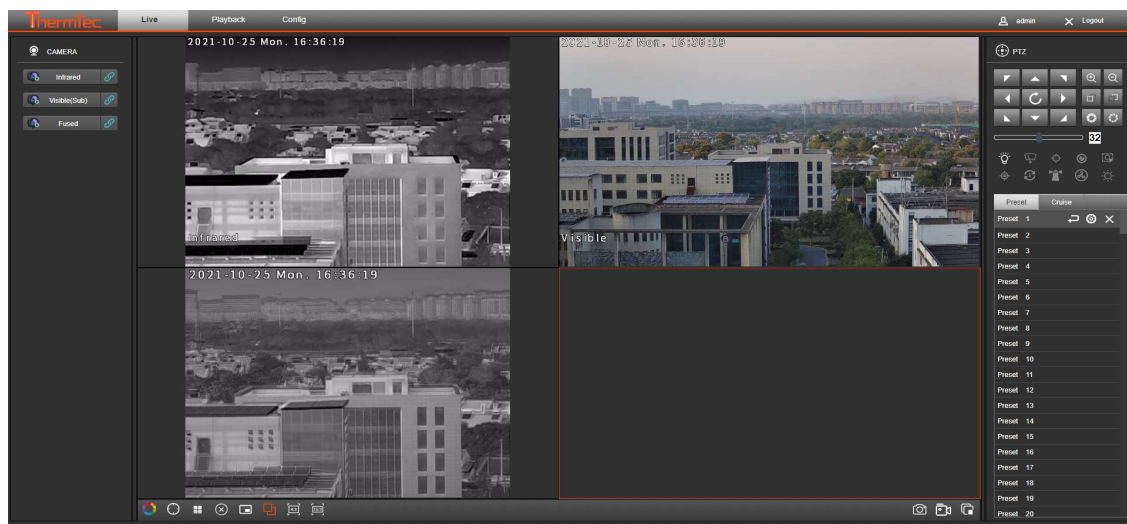 ThermTec Live Playback Config admin Logout
CAMERA
Infrared
Visible(Sub)
Fused
2021-10-25 Mon. 16:36:19
Infrared
2021-10-25 Mon. 16:36:19
Visible
2021-10-25 Mon. 16:36:19
PTZ
32
Preset Cruise
Preset 1
Preset 2
Preset 3
Preset 4
Preset 5
Preset 6
Preset 7
Preset 8
Preset 9
Preset 10
Preset 11
Preset 12
Preset 13
Preset 14
Preset 15
Preset 16
Preset 17
Preset 18
Preset 19
Preset 20